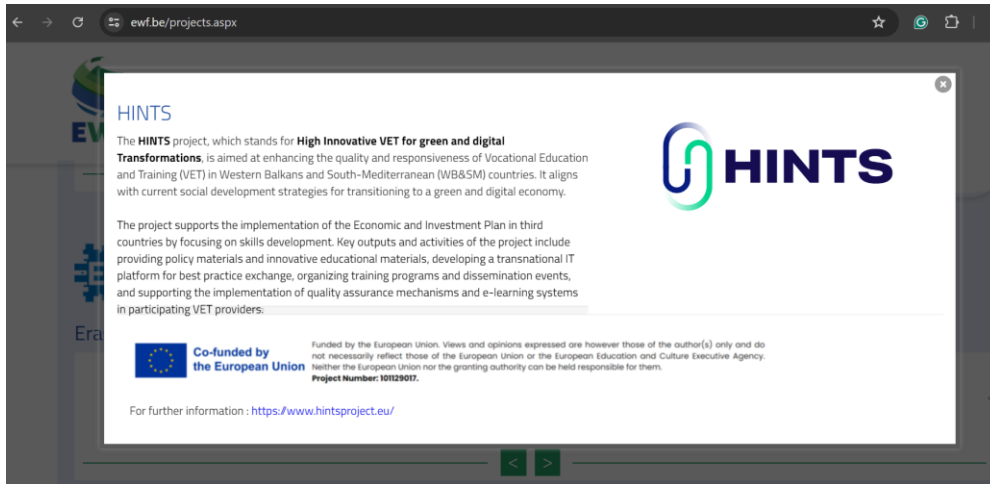 ewf.be/projects.aspx
EW
HINTS
The HINTS project, which stands for High Innovative VET for green and digital
Transformations, is aimed at enhancing the quality and responsiveness of Vocational Education
and Training (VET) in Western Balkans and South-Mediterranean (WB&SM) countries. It aligns
with current social development strategies for transitioning to a green and digital economy.
The project supports the implementation of the Economic and Investment Plan in third
countries by focusing on skills development. Key outputs and activities of the project include
providing policy materials and innovative educational materials, developing a transnational IT
platform for best practice exchange, organizing training programs and dissemination events,
and supporting the implementation of quality assurance mechanisms and e-learning systems
in participating VET providers.
HINTS
Era
Co-funded by
the European Union
Funded by the European Union. Views and opinions expressed are however those of the author(s) only and do
not necessarily reflect those of the European Union or the European Education and Culture Executive Agency.
Neither the European Union nor the granting authority can be held responsible for them.
Project Number: 101129017.
For further information : https://www.hintsproject.eu/
< >